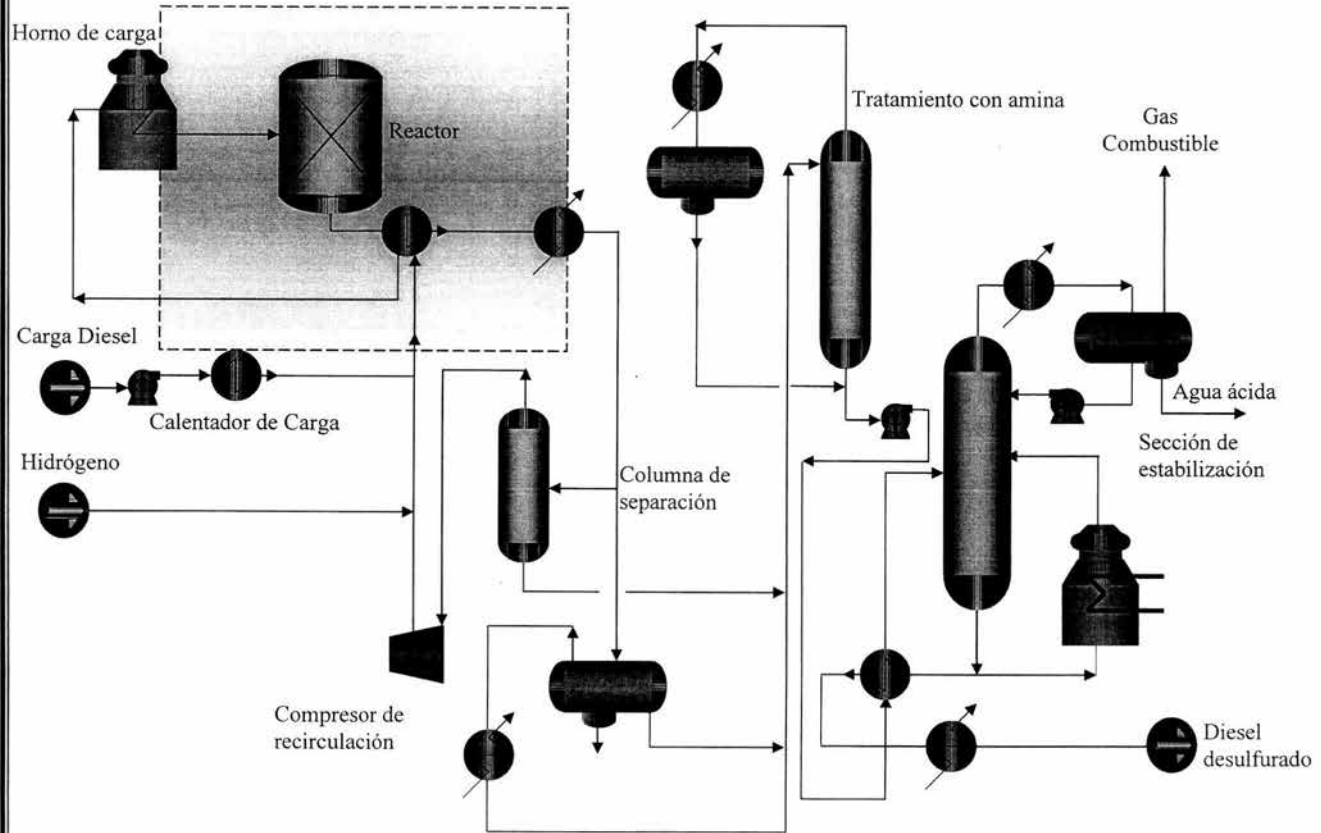 Horno de carga
Reactor
Tratamiento con amina
Gas
Combustible
Carga Diesel
Calentador de Carga
Hidrógeno
Columna de
separación
Agua ácida
Sección de
estabilización
Compresor de
recirculación
Diesel
desulfurado